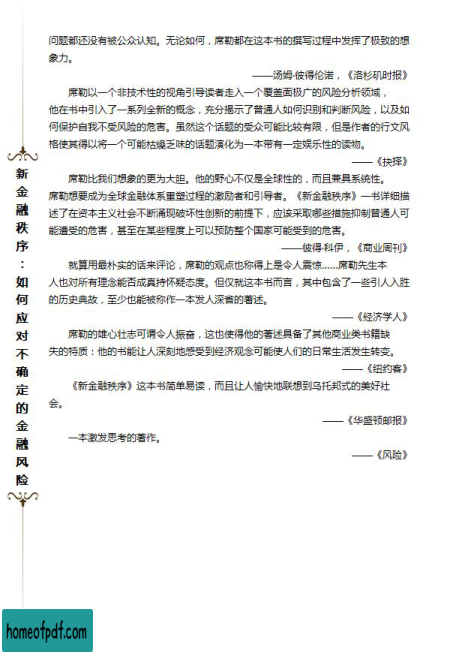 问题都还没有被公众认知。无论如何，席勒都在这本书的撰写过程中发挥了极致的想
象力。
——汤姆·彼得伦诺，《洛杉矶时报》
席勒以一个非技术性的视角引导读者走入一个覆盖面极广的风险分析领域，
他在书中引入了一系列全新的概念，充分揭示了普通人如何识别和判断风险，以及如
何保护自我不受风险的危害。虽然这个话题的受众可能比较有限，但是作者的行文风
格使其得以将一个可能枯燥乏味的话题演化为一本带有一定娱乐性的读物。
——《抉择》
席勒比我们想象的更为大胆。他的野心不仅是全球性的，而且兼具系统性。
席勒想要成为全球金融体系重塑过程的激励者和引导者。《新金融秩序》一书详细描
述了在资本主义社会不断涌现破坏性创新的前提下，应该采取哪些措施抑制普通人可
能遭受的危害，甚至在某些程度上可以预防整个国家可能受到的危害。
——彼得·科伊，《商业周刊》
就算用最朴实的话来评论，席勒的观点也称得上是令人震惊……席勒先生本
人也对所有理念能否成真持怀疑态度。但仅就这本书而言，其中包含了一些引人入胜
的历史典故，至少也能被称作一本发人深省的著述。
——《经济学人》
席勒的雄心壮志可谓令人振奋，这也使得他的著述具备了其他商业类书籍缺
失的特质：他的书能让人深刻地感受到经济观念可能使人们的日常生活发生转变。
——《纽约客》
《新金融秩序》这本书简单易读，而且让人愉快地联想到乌托邦式的美好社
会。
——《华盛顿邮报》
一本激发思考的著作。
——《风险》
新金融秩序：如何应对不确定的金融风险
homeofpdf.com